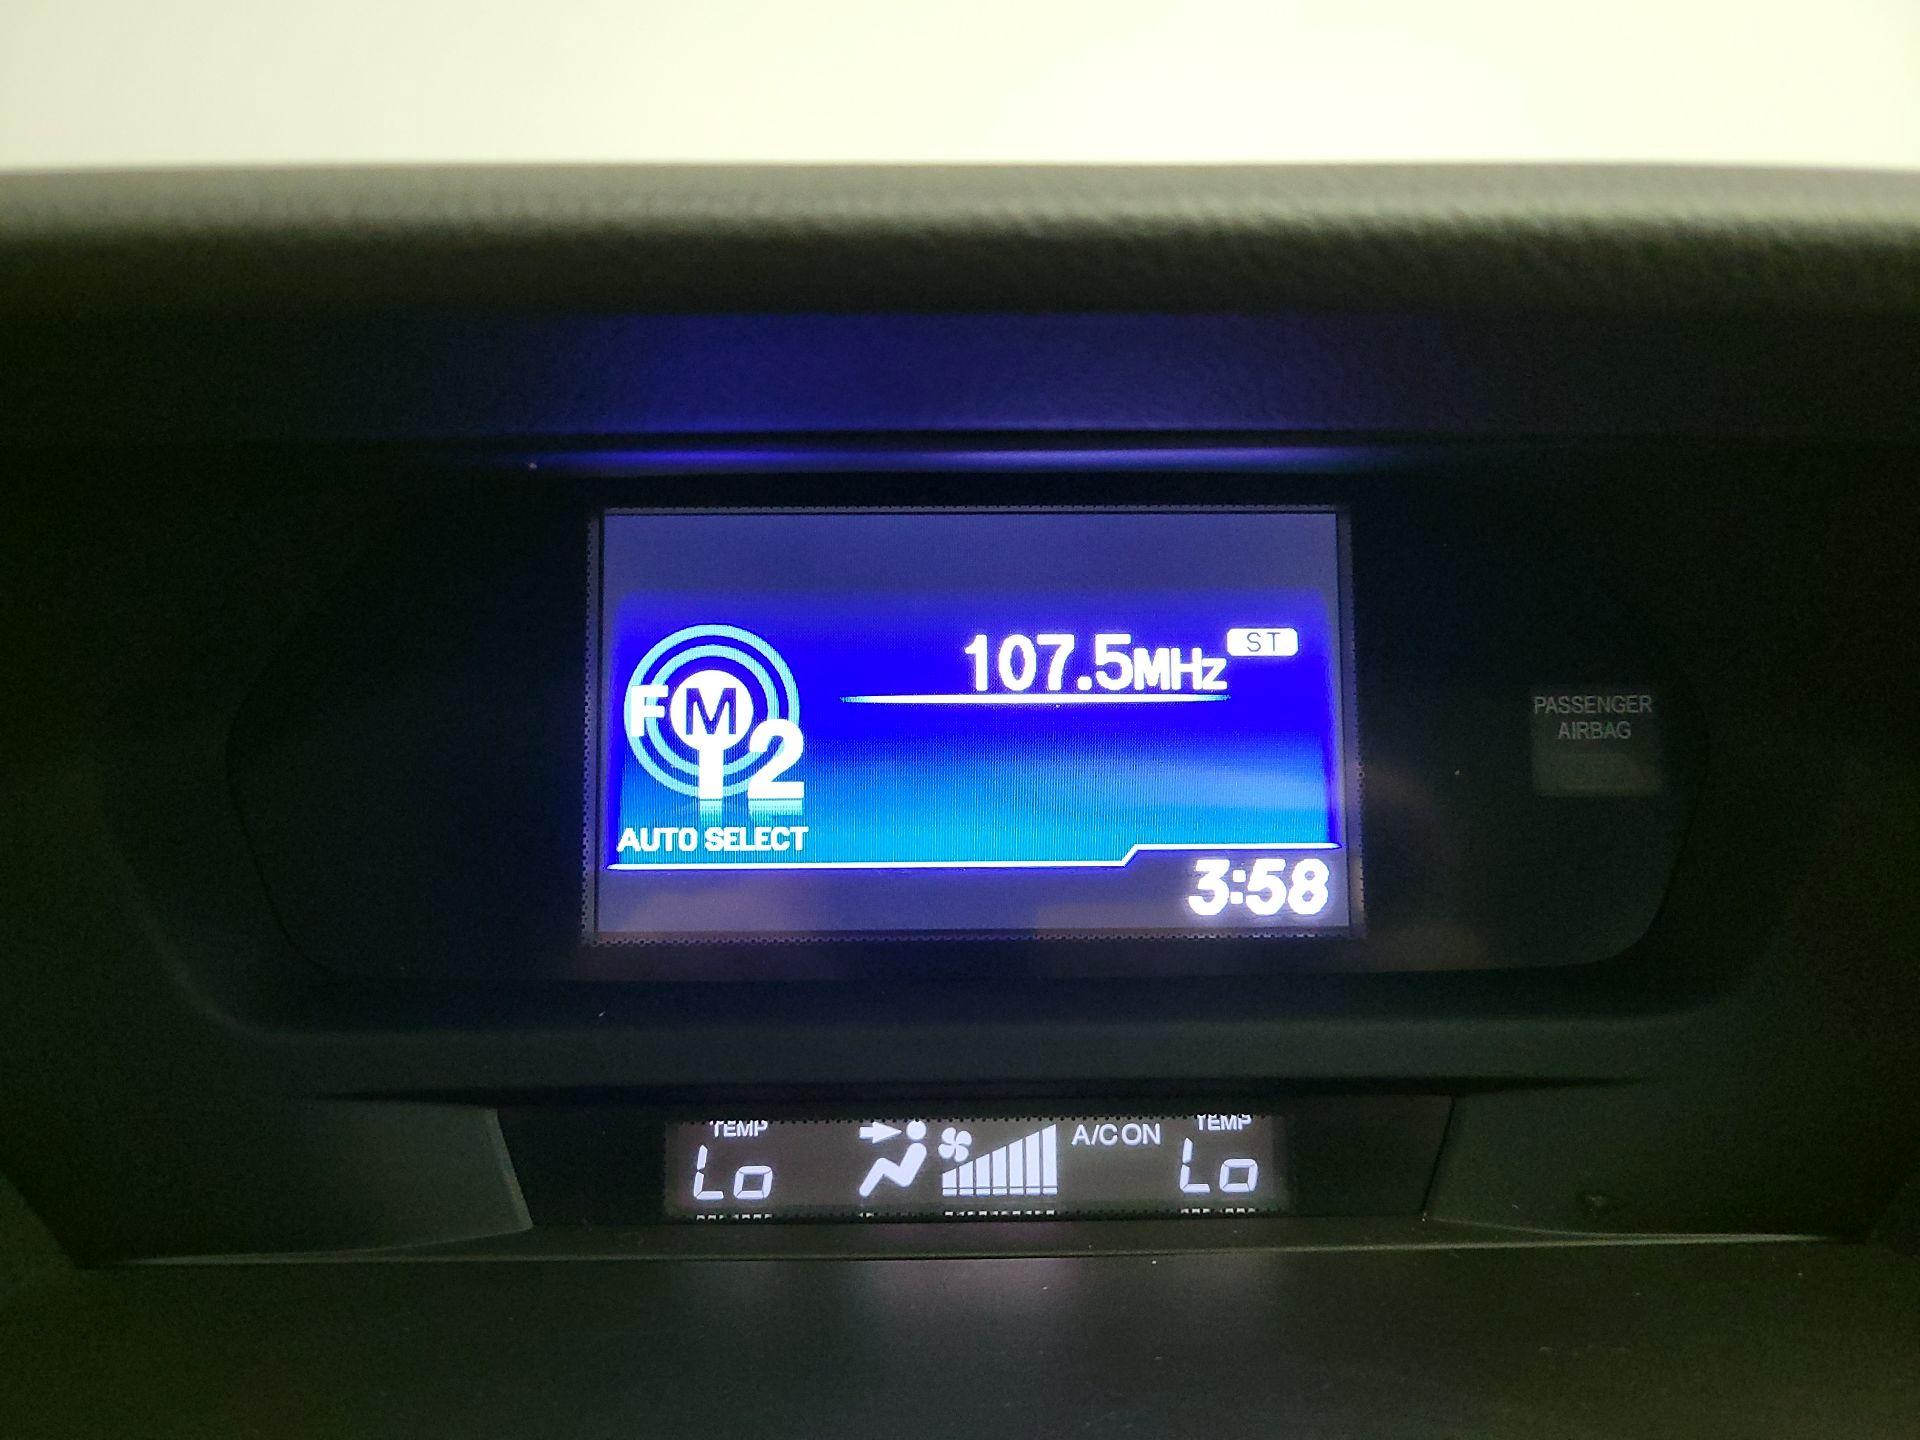 107.5MHz ST
FM 2
AUTO SELECT
3:58
PASSENGER
AIRBAG
TEMP A/C ON TEMP
Lo Lo